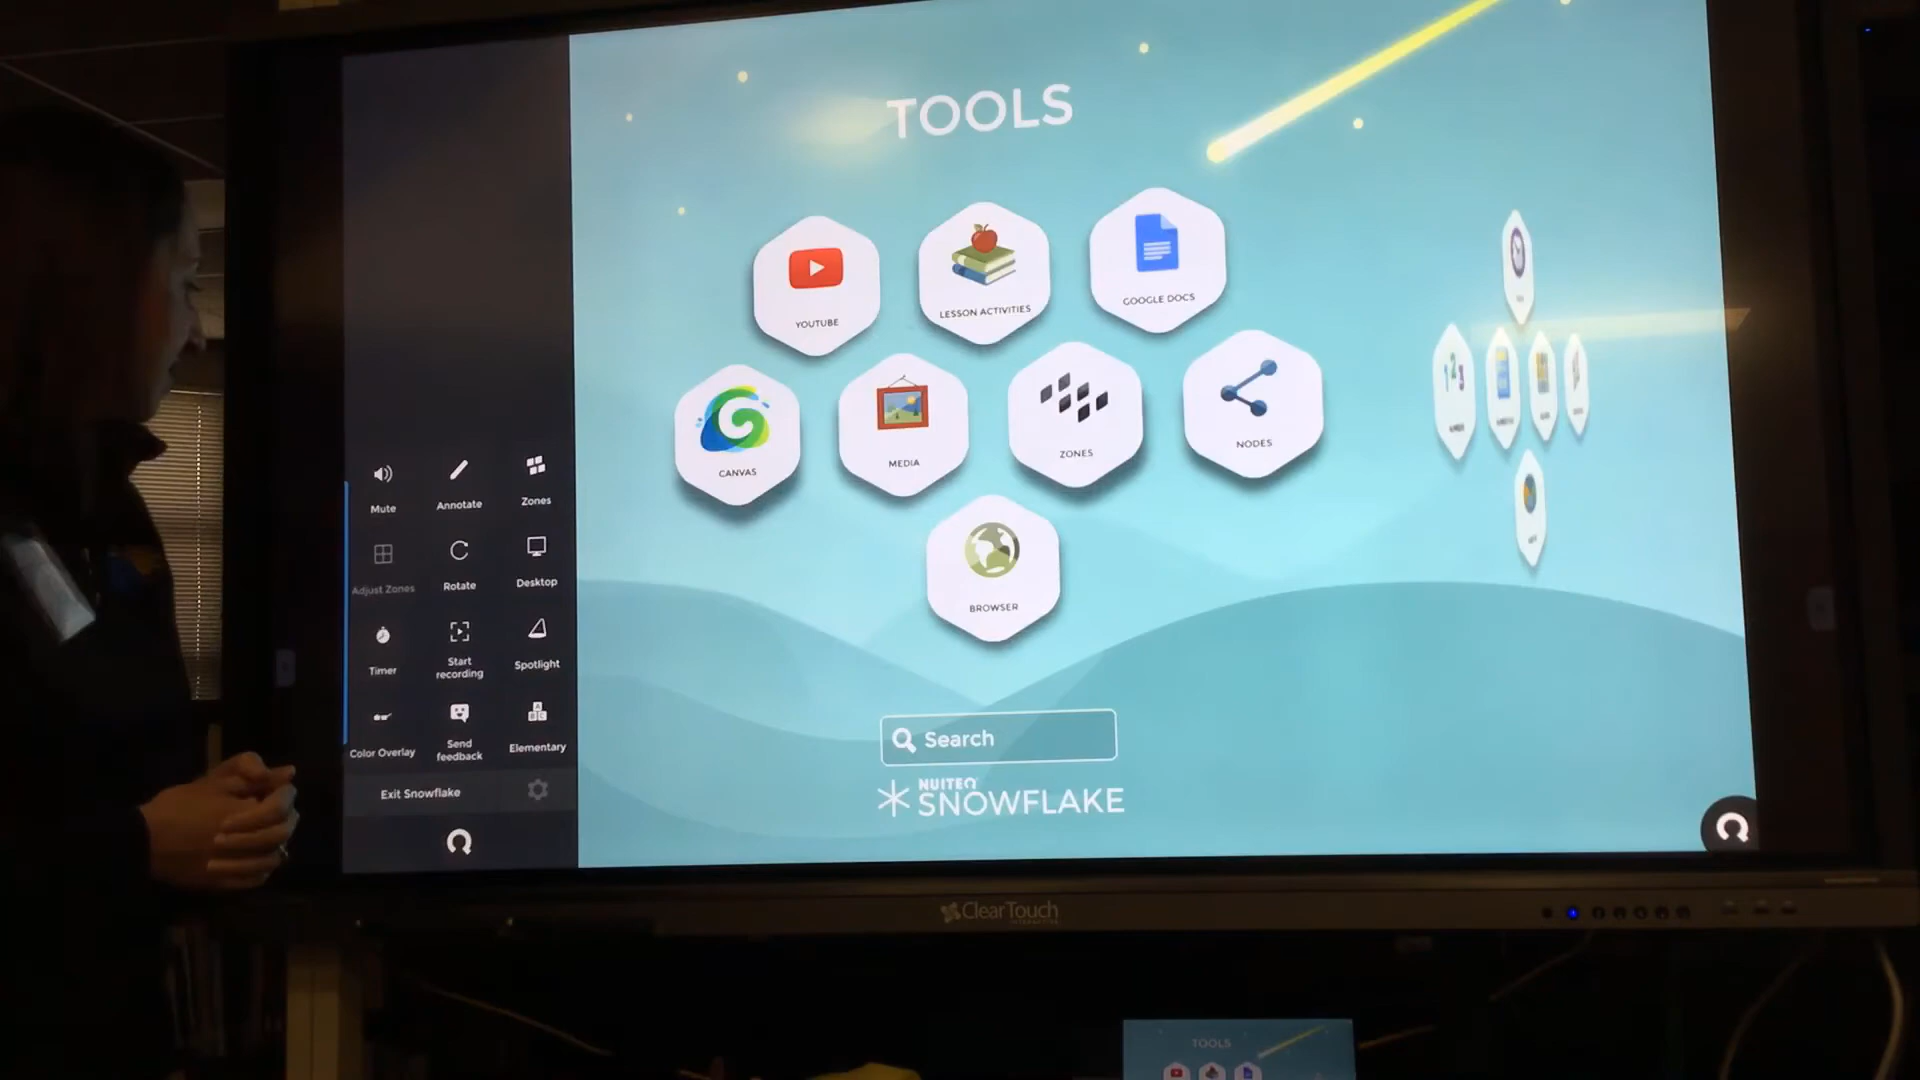 TOOLS
YOUTUBE
LESSON ACTIVITIES
GOOGLE DOCS
CANVAS
MEDIA
ZONES
NODES
BROWSER
Search
NUITEQ
SNOWFLAKE
Mute
Annotate
Zones
Adjust Zones
Rotate
Desktop
Timer
Start
recording
Spotlight
Color Overlay
Send
feedback
Elementary
Exit Snowflake
ClearTouch
INTERACTIVE
TOOLS